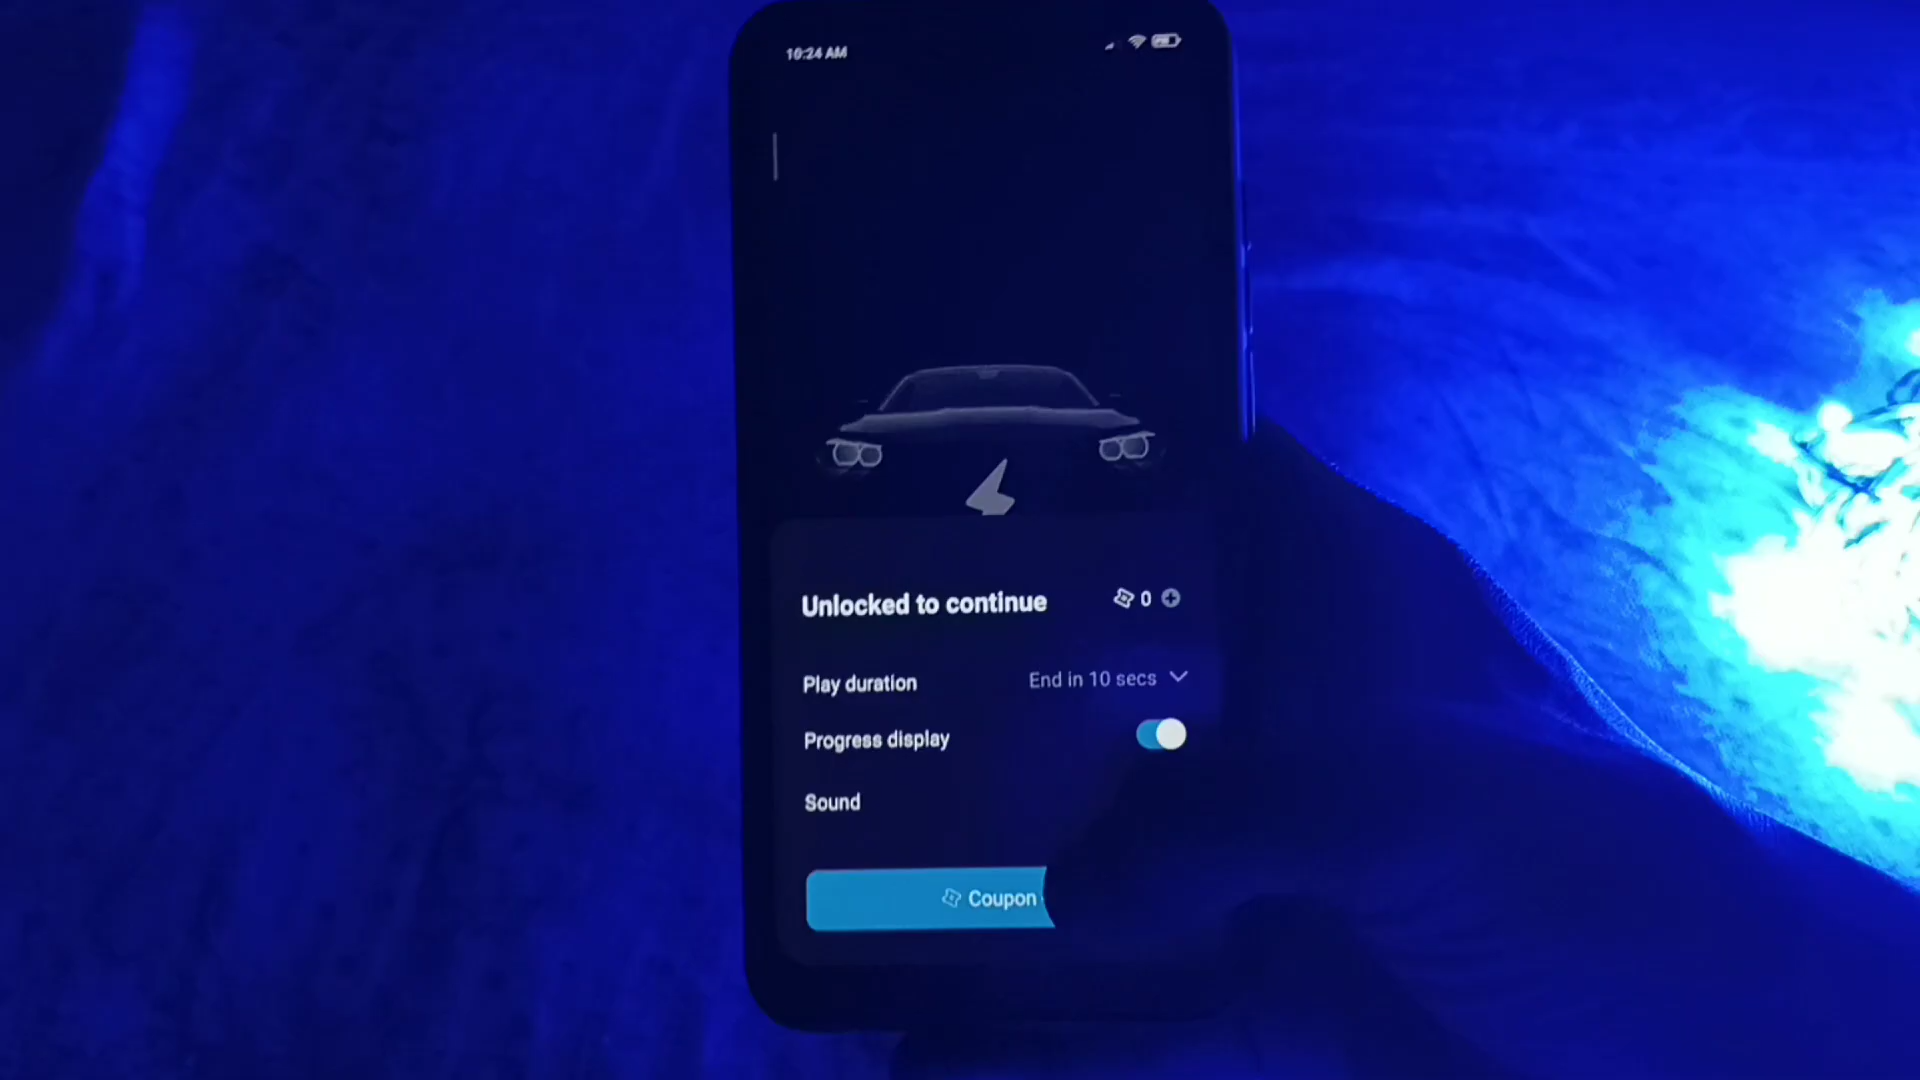 10:24 AM
Unlocked to continue
0
Play duration
End in 10 secs
Progress display
Sound
Coupon